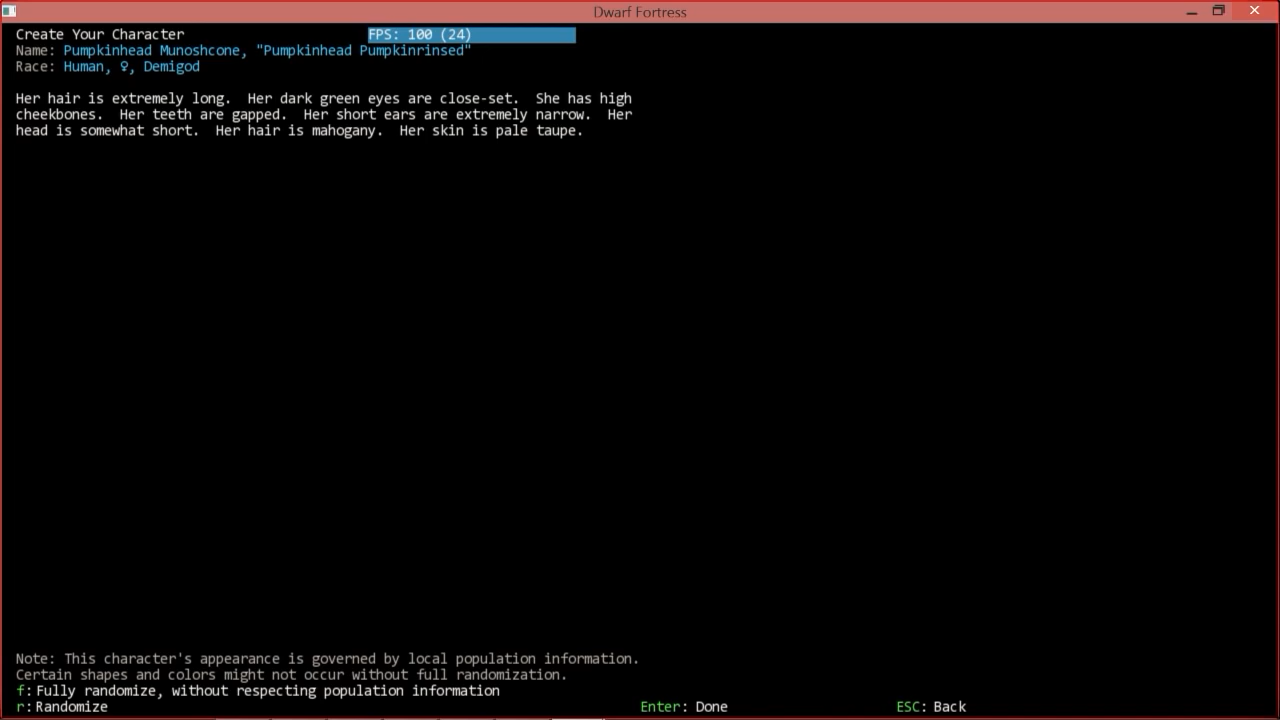 Dwarf Fortress
Create Your Character
FPS: 100 (24)
Name: Pumpkinhead Munoshcone, "Pumpkinhead Pumpkinrinsed"
Race: Human, ♀, Demigod
Her hair is extremely long.  Her dark green eyes are close-set.  She has high
cheekbones.  Her teeth are gapped.  Her short ears are extremely narrow.  Her
head is somewhat short.  Her hair is mahogany.  Her skin is pale taupe.
Note: This character's appearance is governed by local population information.
Certain shapes and colors might not occur without full randomization.
f:Fully randomize, without respecting population information
r:Randomize
Enter: Done
ESC: Back